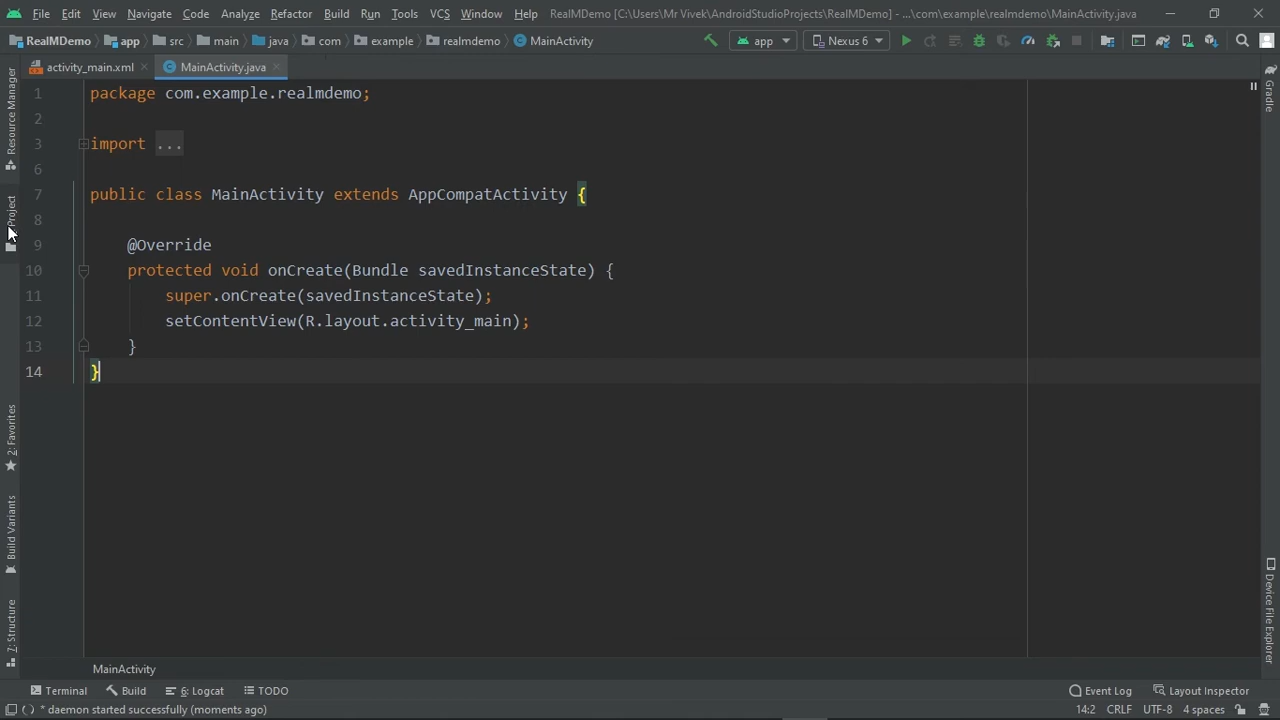 File Edit View Navigate Code Analyze Refactor Build Run Tools VCS Window Help RealMDemo [C:\Users\Mr Vivek\AndroidStudioProjects\RealMDemo] - ...\com\example\realmdemo\MainActivity.java
RealMDemo app src main java com example realmdemo MainActivity app Nexus 6
activity_main.xml MainActivity.java
Resource Manager
Project
2: Favorites
Build Variants
7: Structure
1 package com.example.realmdemo;
2
3 import ...
6
7 public class MainActivity extends AppCompatActivity {
8
9 @Override
10 protected void onCreate(Bundle savedInstanceState) {
11 super.onCreate(savedInstanceState);
12 setContentView(R.layout.activity_main);
13 }
14 }
Gradle
Device File Explorer
MainActivity
Terminal Build 6: Logcat TODO Event Log Layout Inspector
* daemon started successfully (moments ago) 14:2 CRLF UTF-8 4 spaces